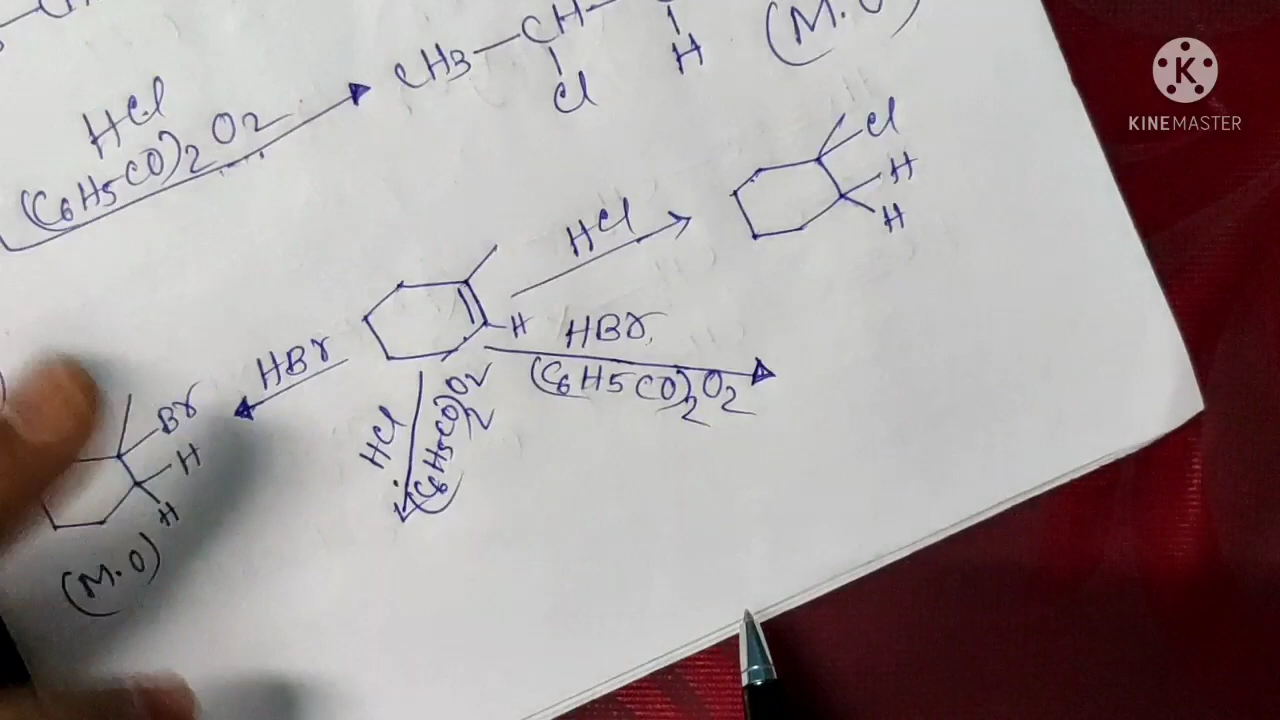 CH3—CH—
Cl
H
(M.O)
HCl
(C6H5CO)2O2
KINEMASTER
Cl
H
H
HCl
H
HBr
(C6H5CO)2O2
HBr
Br
H
H
(M.O)
HCl
(C6H5CO)2O2